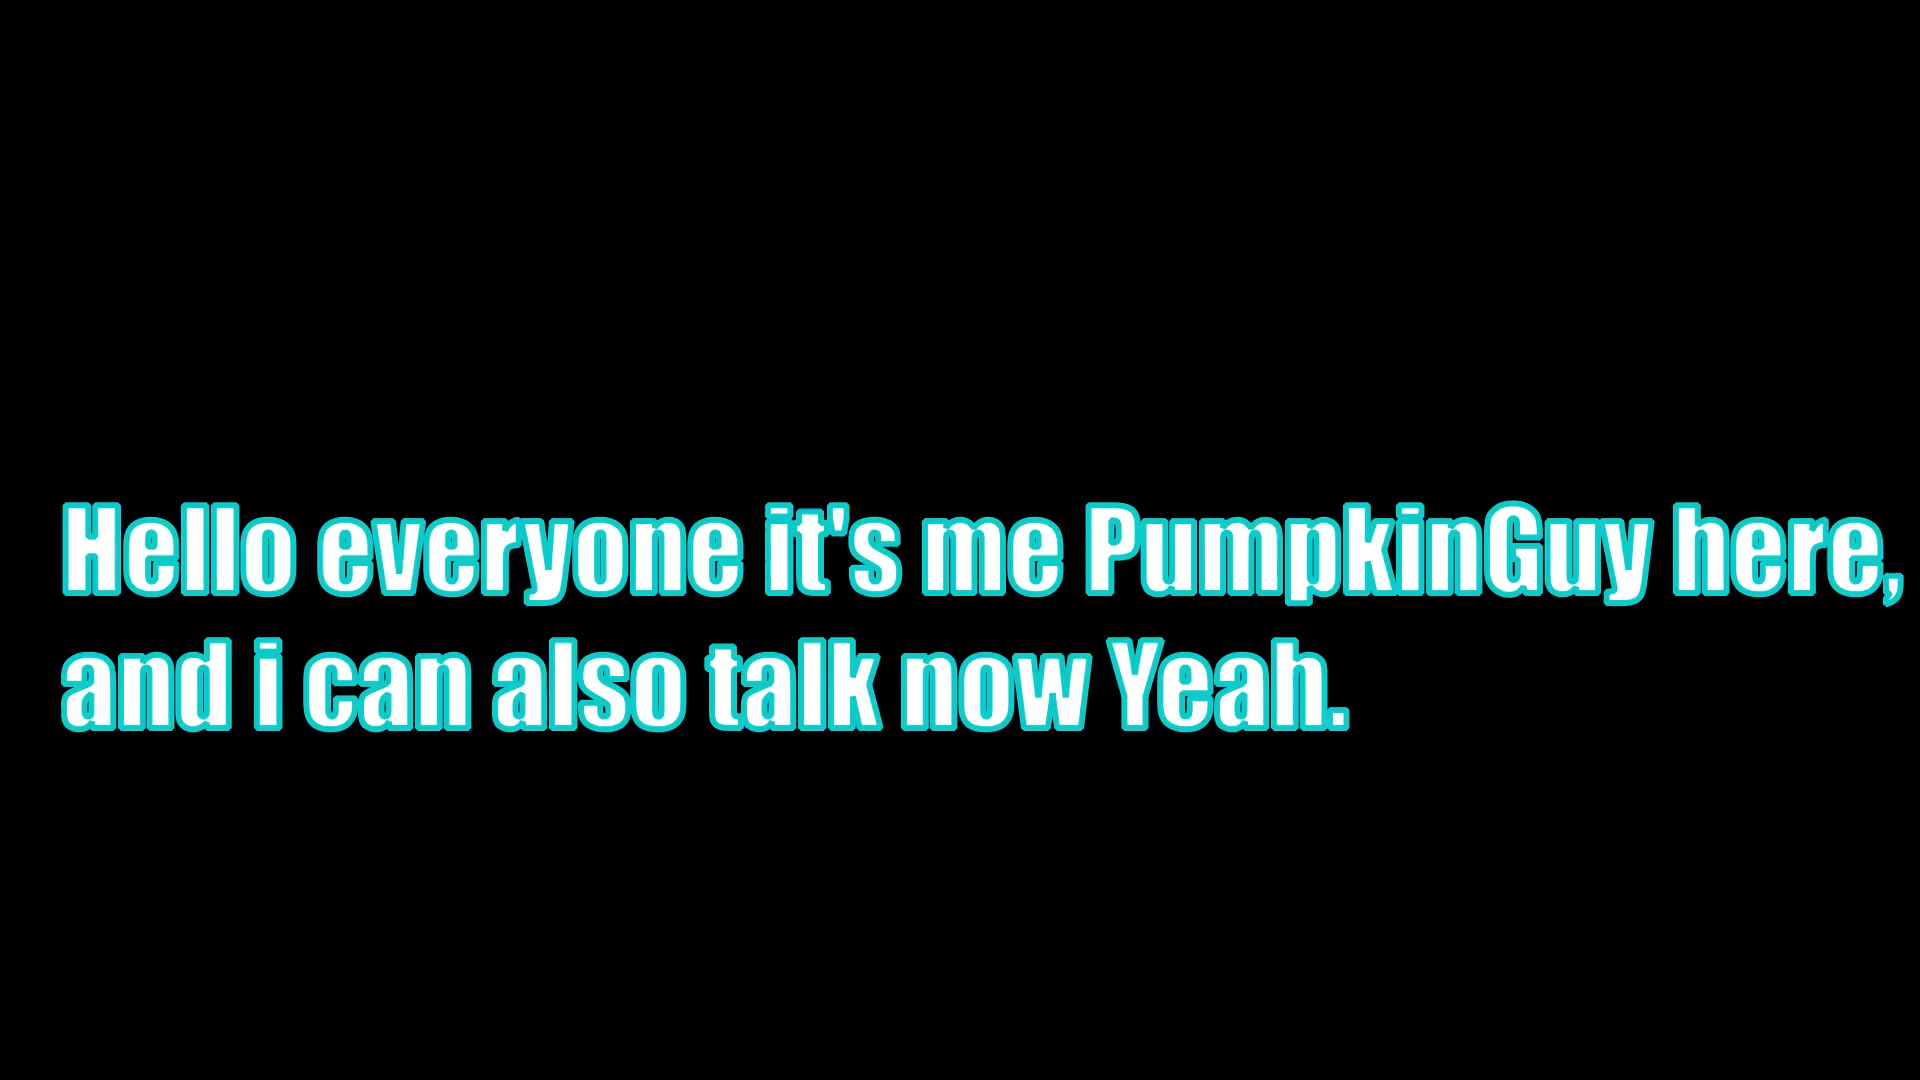 Hello everyone it's me PumpkinGuy here,
and i can also talk now Yeah.